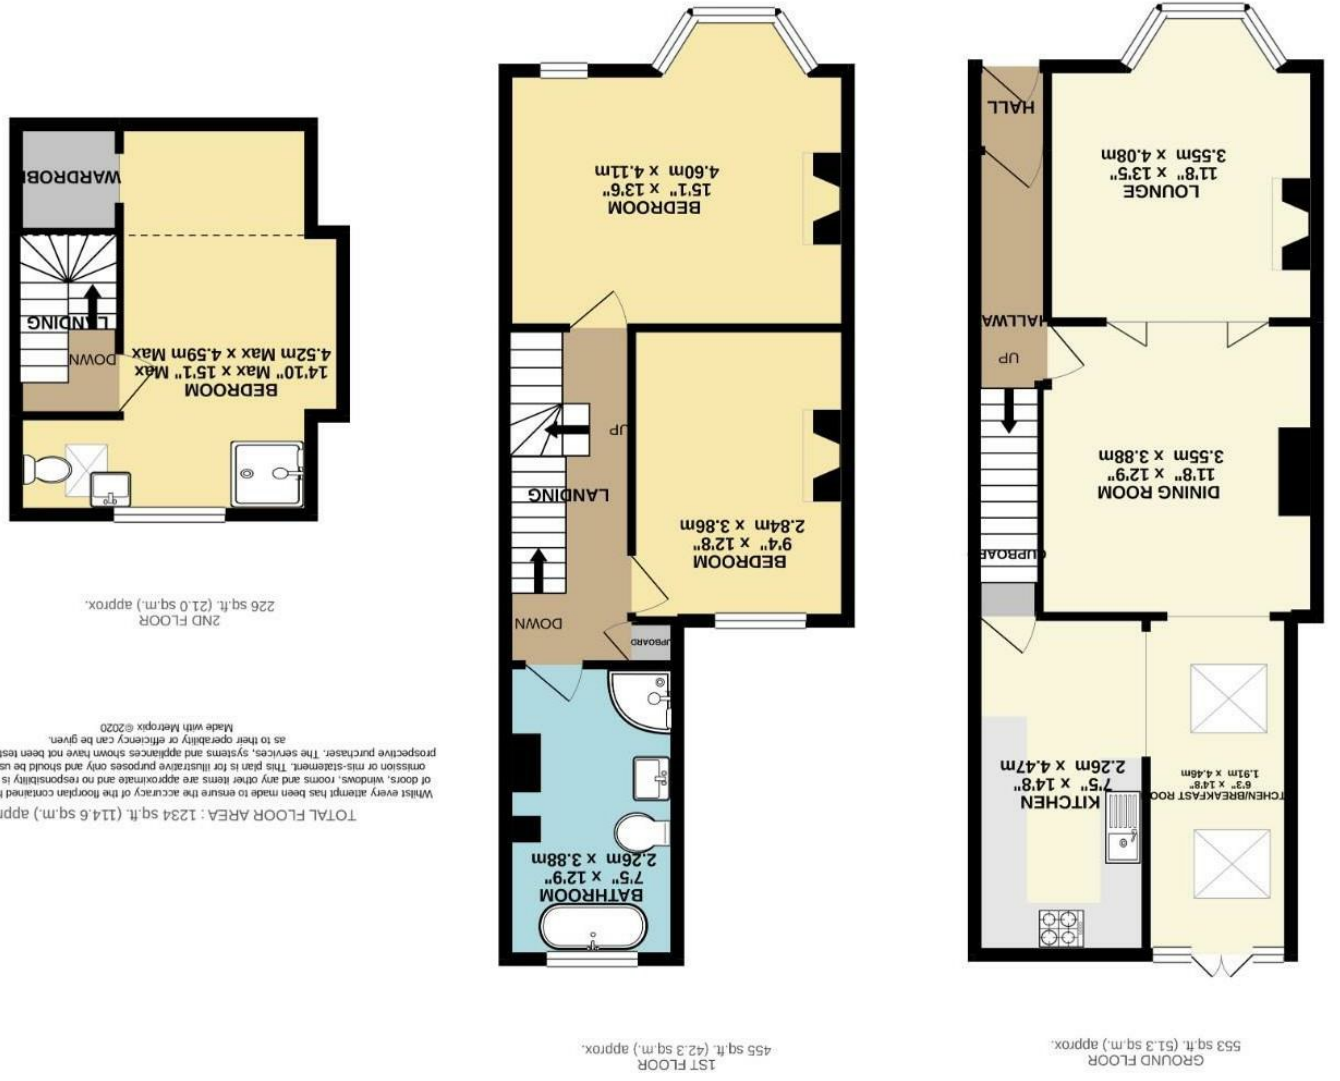 GROUND FLOOR
553 sq.ft. (51.3 sq.m.) approx.
KITCHEN
7'5" x 14'8"
2.26m x 4.47m
TCHEN/BREAKFAST ROO
6'3" x 14'8"
1.91m x 4.46m
CUPBOARD
DINING ROOM
11'8" x 12'9"
3.55m x 3.88m
UP
HALLWA
LOUNGE
11'8" x 13'5"
3.55m x 4.08m
HALL
1ST FLOOR
455 sq.ft. (42.3 sq.m.) approx.
BATHROOM
7'5" x 12'9"
2.26m x 3.88m
UPBOARD
DOWN
BEDROOM
9'4" x 12'8"
2.84m x 3.86m
LANDING
UP
BEDROOM
15'1" x 13'6"
4.60m x 4.11m
2ND FLOOR
226 sq.ft. (21.0 sq.m.) approx.
BEDROOM
14'10" Max x 15'1" Max
4.52m Max x 4.59m Max
DOWN
LANDING
WARDROBE
TOTAL FLOOR AREA : 1234 sq.ft. (114.6 sq.m.) appr
Whilst every attempt has been made to ensure the accuracy of the floorplan contained h
of doors, windows, rooms and any other items are approximate and no responsibility is
omission or mis-statement. This plan is for illustrative purposes only and should be us
prospective purchaser. The services, systems and appliances shown have not been test
as to their operability or efficiency can be given.
Made with Metropix ©2020